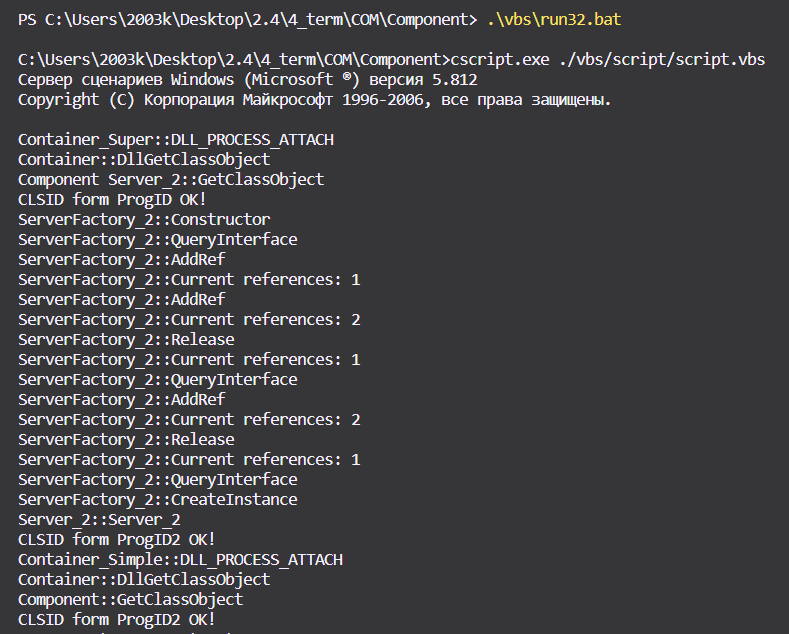 PS C:\Users\2003k\Desktop\2.4\4_term\COM\Component> .\vbs\run32.bat
C:\Users\2003k\Desktop\2.4\4_term\COM\Component>cscript.exe ./vbs/script/script.vbs
Сервер сценариев Windows (Microsoft ®) версия 5.812
Copyright (C) Корпорация Майкрософт 1996-2006, все права защищены.
Container_Super::DLL_PROCESS_ATTACH
Container::DllGetClassObject
Component Server_2::GetClassObject
CLSID form ProgID OK!
ServerFactory_2::Constructor
ServerFactory_2::QueryInterface
ServerFactory_2::AddRef
ServerFactory_2::Current references: 1
ServerFactory_2::AddRef
ServerFactory_2::Current references: 2
ServerFactory_2::Release
ServerFactory_2::Current references: 1
ServerFactory_2::QueryInterface
ServerFactory_2::AddRef
ServerFactory_2::Current references: 2
ServerFactory_2::Release
ServerFactory_2::Current references: 1
ServerFactory_2::QueryInterface
ServerFactory_2::CreateInstance
Server_2::Server_2
CLSID form ProgID2 OK!
Container_Simple::DLL_PROCESS_ATTACH
Container::DllGetClassObject
Component::GetClassObject
CLSID form ProgID2 OK!